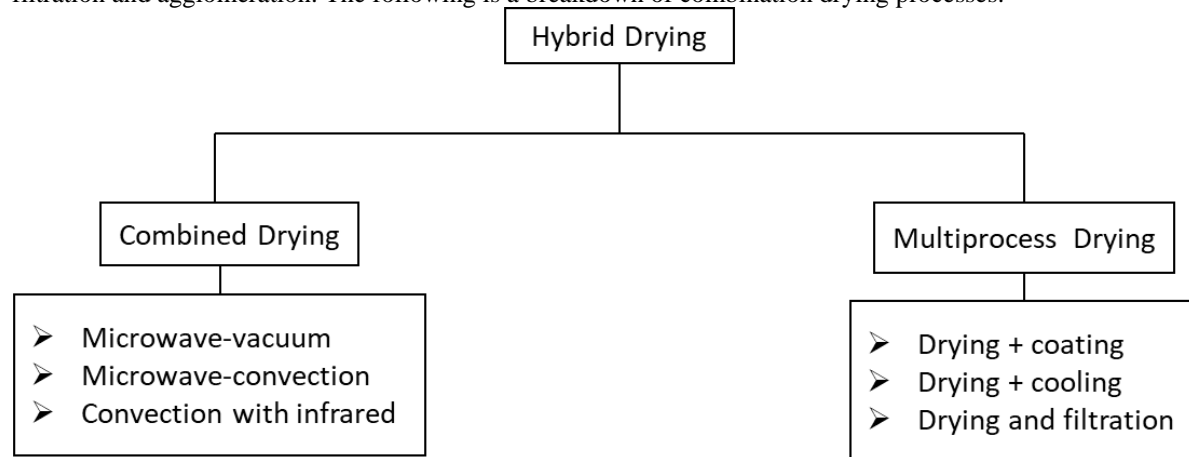 filtration and agglomeration. The following is a breakdown of combination drying processes.
Hybrid Drying
Combined Drying
Multiprocess Drying
➢ Microwave-vacuum
➢ Microwave-convection
➢ Convection with infrared
➢ Drying + coating
➢ Drying + cooling
➢ Drying and filtration